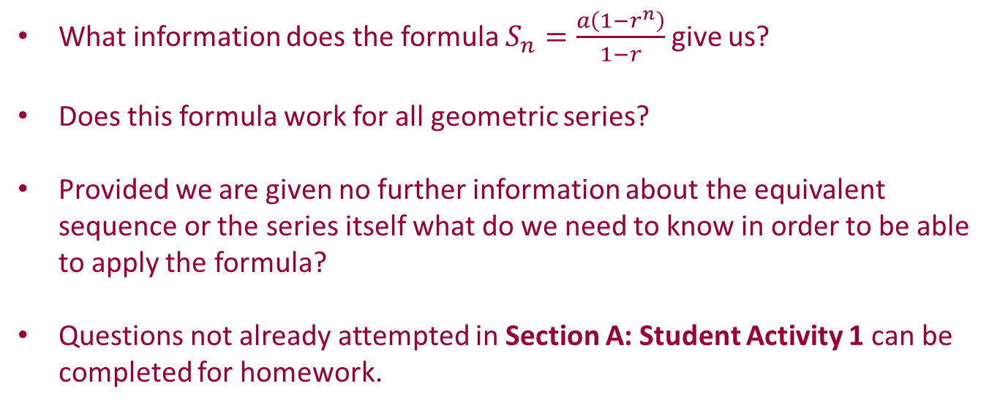 • What information does the formula $S_n = \frac{a(1-r^n)}{1-r}$ give us?
• Does this formula work for all geometric series?
• Provided we are given no further information about the equivalent
sequence or the series itself what do we need to know in order to be able
to apply the formula?
• Questions not already attempted in Section A: Student Activity 1 can be
completed for homework.